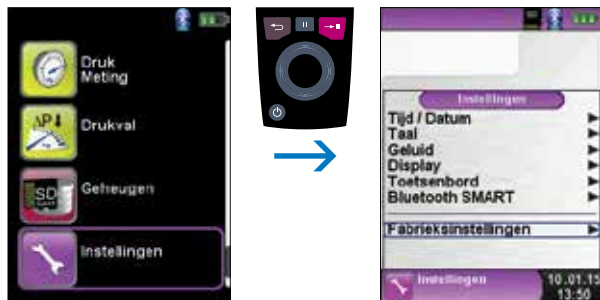 Druk
Meting
ΔP↓
Drukval
SD
Geheugen
Instellingen
Instellingen
Tijd / Datum
Taal
Geluid
Display
Toetsenbord
Bluetooth SMART
Fabrieksinstellingen
Instellingen
10.01.15
13:50